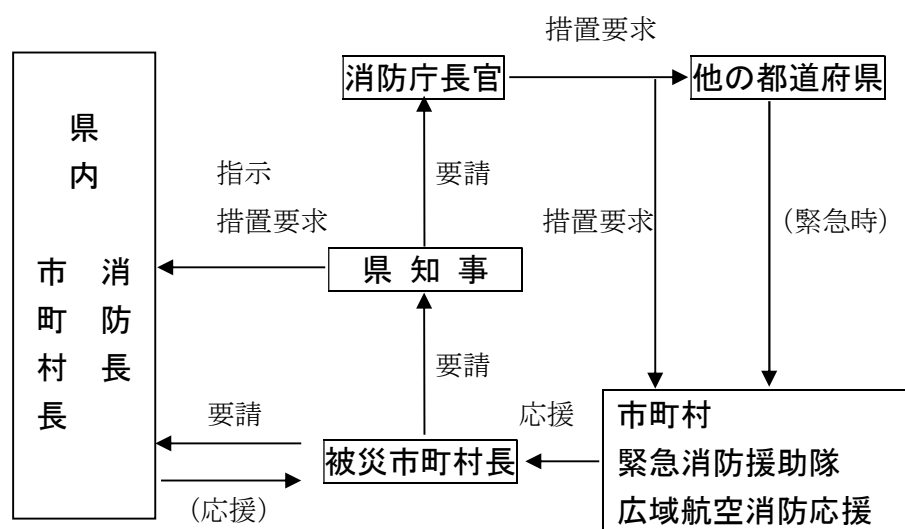 措置要求
消防庁長官
他の都道府県
県内
市町村長
消防長
指示
措置要求
要請
措置要求
（緊急時）
県 知 事
要請
要請
応援
被災市町村長
（応援）
市町村
緊急消防援助隊
広域航空消防応援